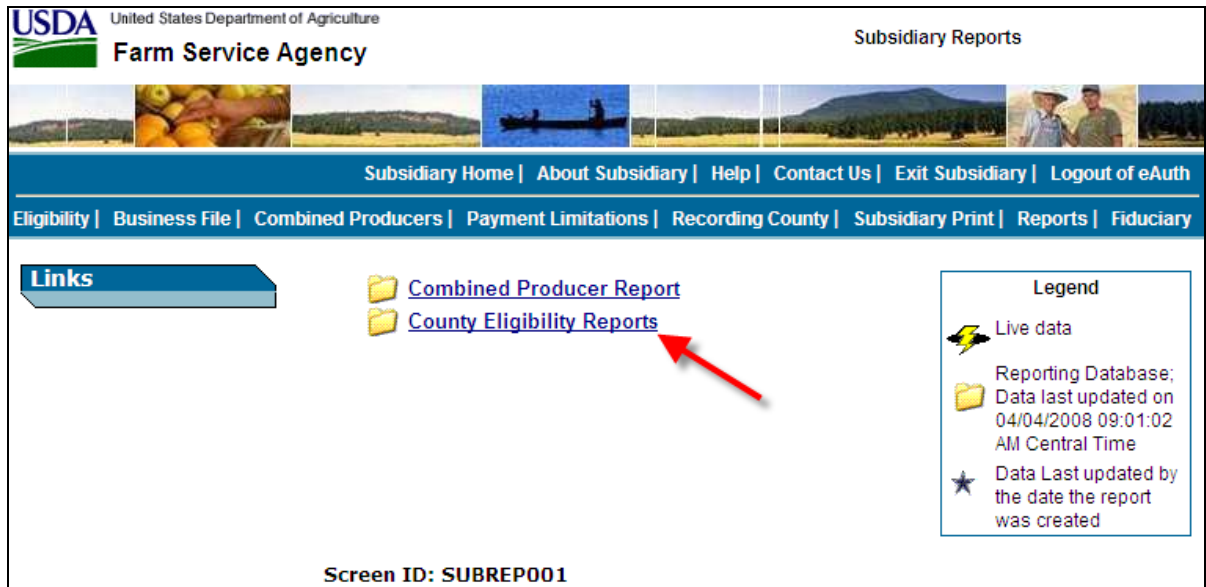 USDA United States Department of Agriculture
Farm Service Agency
Subsidiary Reports
Subsidiary Home | About Subsidiary | Help | Contact Us | Exit Subsidiary | Logout of eAuth
Eligibility | Business File | Combined Producers | Payment Limitations | Recording County | Subsidiary Print | Reports | Fiduciary
Links
Combined Producer Report
County Eligibility Reports
Legend
Live data
Reporting Database;
Data last updated on
04/04/2008 09:01:02
AM Central Time
Data Last updated by
the date the report
was created
Screen ID: SUBREP001